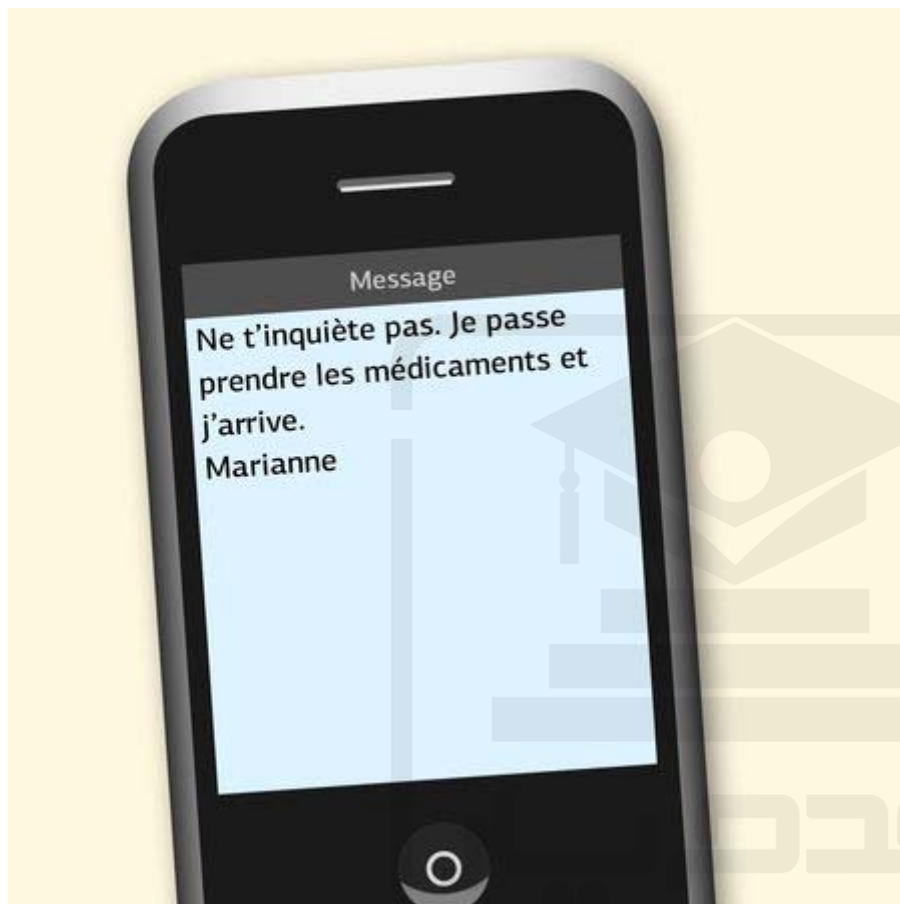 Message
Ne t'inquiète pas. Je passe
prendre les médicaments et
j'arrive.
Marianne